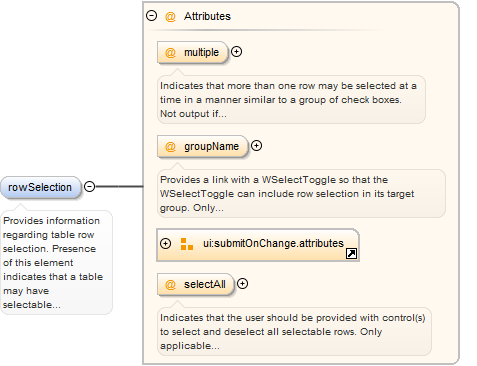 @ Attributes
@ multiple
Indicates that more than one row may be selected at a
time in a manner similar to a group of check boxes.
Not output if...
@ groupName
Provides a link with a WSelectToggle so that the
WSelectToggle can include row selection in its target
group. Only...
rowSelection
Provides information
regarding table row
selection. Presence
of this element
indicates that a table
may have
selectable...
ui:submitOnChange.attributes
@ selectAll
Indicates that the user should be provided with control(s)
to select and deselect all selectable rows. Only
applicable...